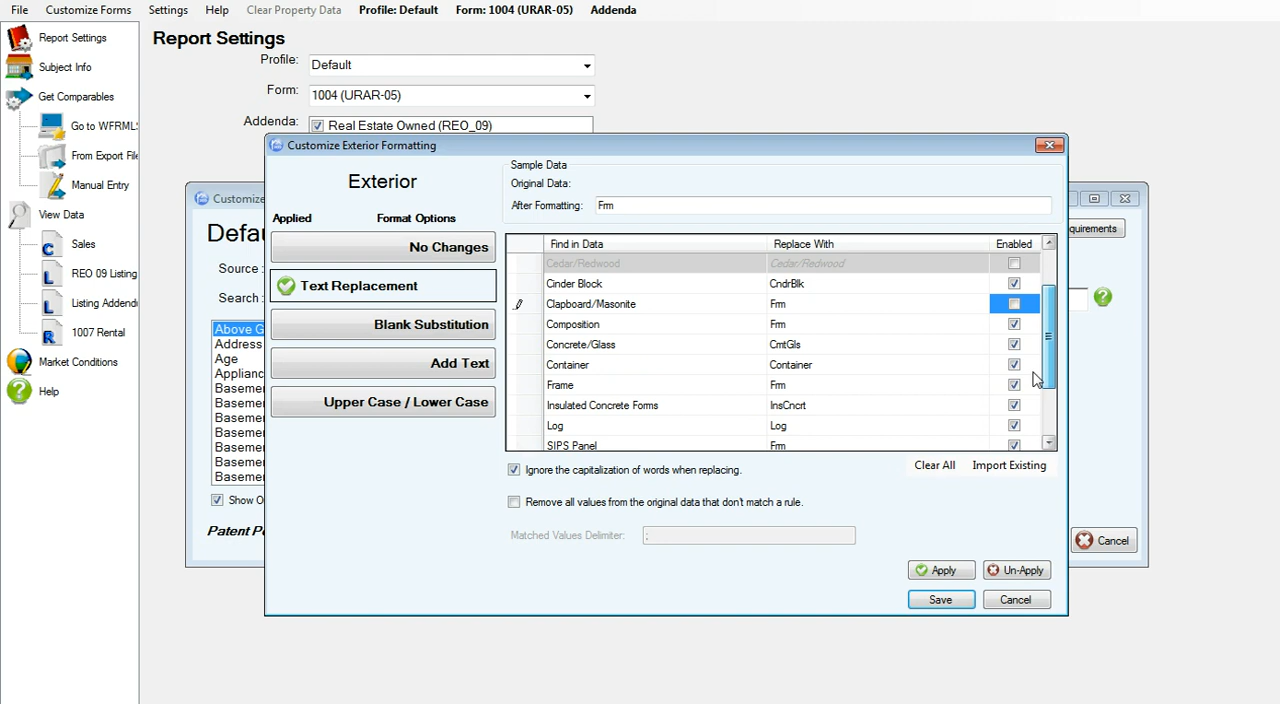 File Customize Forms Settings Help Clear Property Data Profile: Default Form: 1004 (URAR-05) Addenda
Report Settings
Subject Info
Get Comparables
Go to WFRMLS
From Export File
Manual Entry
View Data
Sales
REO 09 Listing
Listing Addend
1007 Rental
Market Conditions
Help
Report Settings
Profile: Default
Form: 1004 (URAR-05)
Addenda: Real Estate Owned (REO_09)
Customize
Defau
Source :
Search :
Above G
Address
Age
Applianc
Baseme
Baseme
Baseme
Baseme
Baseme
Baseme
Show O
Patent P
equirements
Cancel
Customize Exterior Formatting
Exterior
Applied Format Options
No Changes
Text Replacement
Blank Substitution
Add Text
Upper Case / Lower Case
Sample Data
Original Data:
After Formatting: Frm
Find in Data Replace With Enabled
Cedar/Redwood Cedar/Redwood
Cinder Block CndrBlk
Clapboard/Masonite Frm
Composition Frm
Concrete/Glass CmtGls
Container Container
Frame Frm
Insulated Concrete Forms InsCncrt
Log Log
SIPS Panel Frm
Ignore the capitalization of words when replacing. Clear All Import Existing
Remove all values from the original data that don't match a rule.
Matched Values Delimiter: ;
Apply Un-Apply
Save Cancel